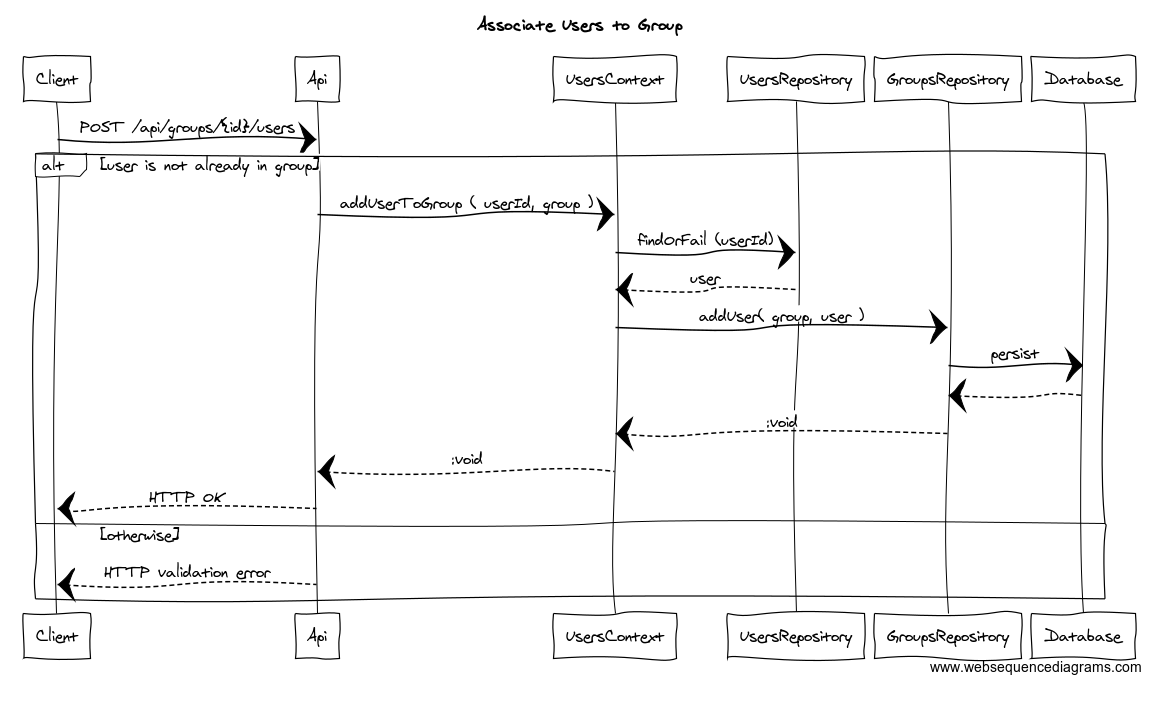 Associate Users to Group
Client Api UsersContext UsersRepository GroupsRepository Database
POST /api/groups/{id}/users
alt [user is not already in group]
addUserToGroup ( userId, group )
findOrFail (userId)
user
addUser( group, user )
persist
:void
:void
HTTP OK
[otherwise]
HTTP validation error
Client Api UsersContext UsersRepository GroupsRepository Database
www.websequencediagrams.com